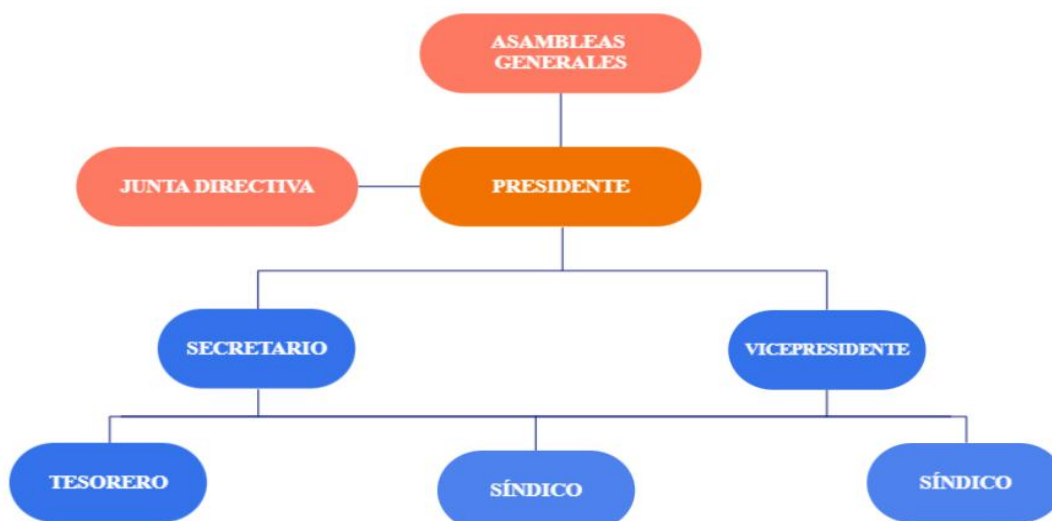 ASAMBLEAS
GENERALES
JUNTA DIRECTIVA
PRESIDENTE
SECRETARIO
VICEPRESIDENTE
TESORERO
SÍNDICO
SÍNDICO